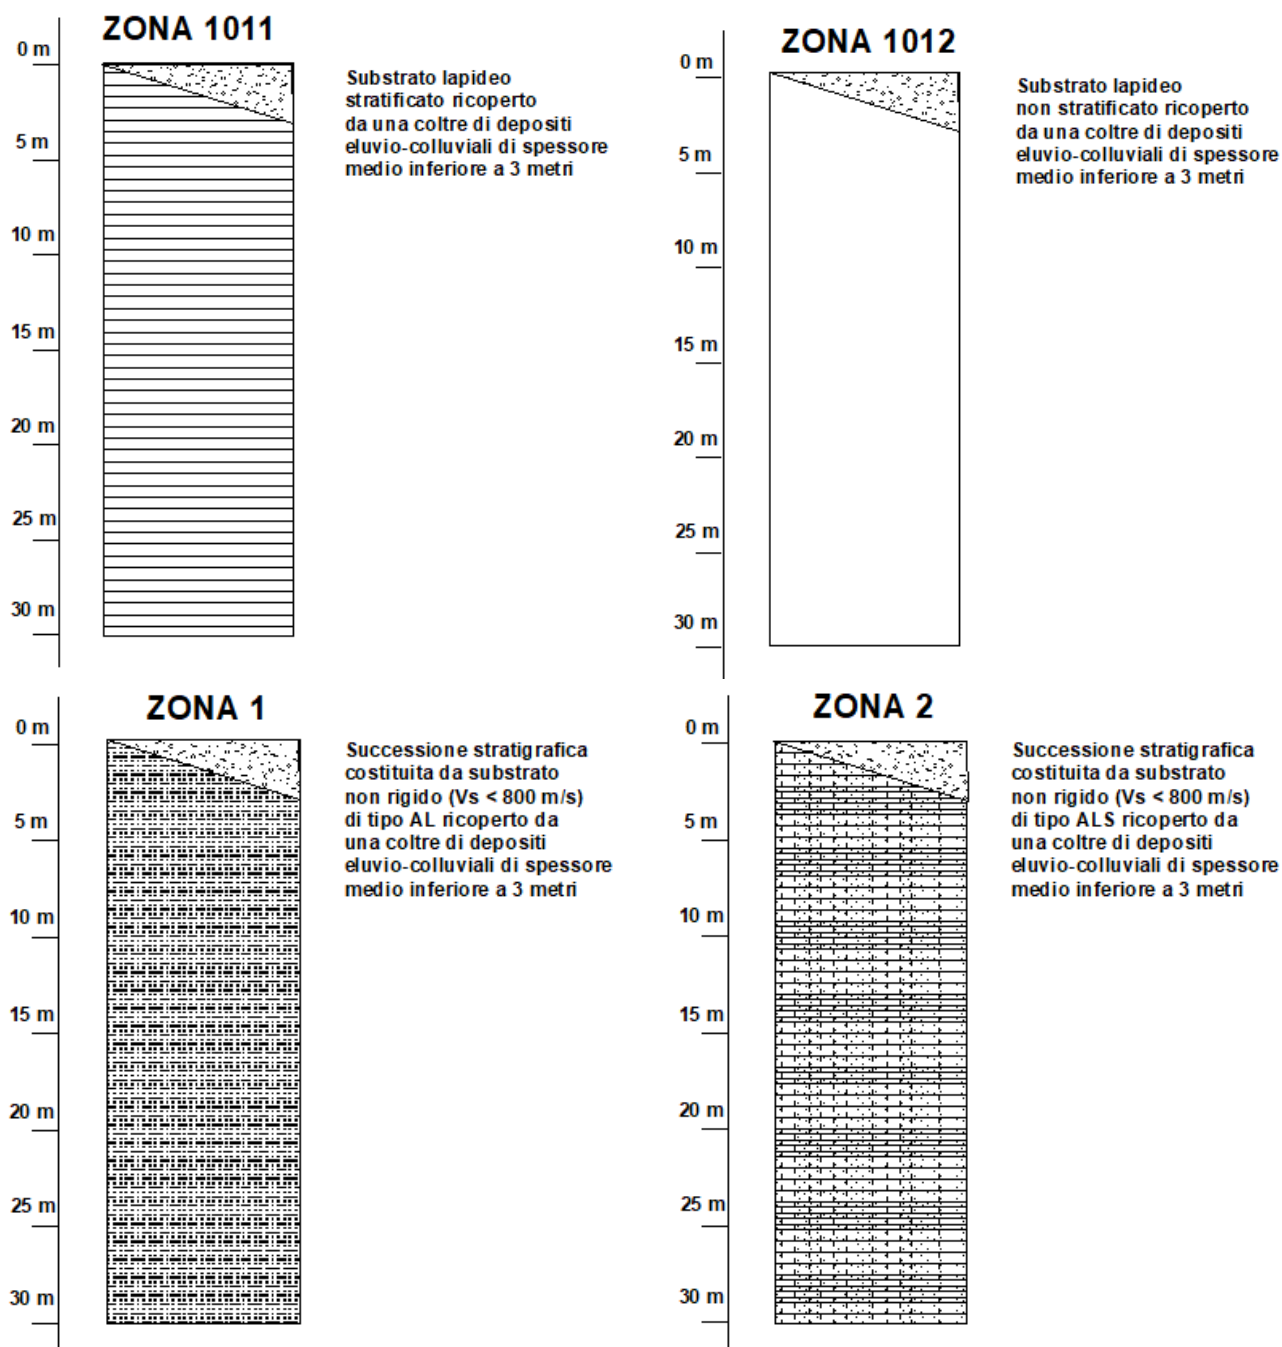 ZONA 1011
0 m
5 m
10 m
15 m
20 m
25 m
30 m
Substrato lapideo
stratificato ricoperto
da una coltre di depositi
eluvio-colluviali di spessore
medio inferiore a 3 metri
ZONA 1012
0 m
5 m
10 m
15 m
20 m
25 m
30 m
Substrato lapideo
non stratificato ricoperto
da una coltre di depositi
eluvio-colluviali di spessore
medio inferiore a 3 metri
ZONA 1
0 m
5 m
10 m
15 m
20 m
25 m
30 m
Successione stratigrafica
costituita da substrato
non rigido (Vs < 800 m/s)
di tipo AL ricoperto da
una coltre di depositi
eluvio-colluviali di spessore
medio inferiore a 3 metri
ZONA 2
0 m
5 m
10 m
15 m
20 m
25 m
30 m
Successione stratigrafica
costituita da substrato
non rigido (Vs < 800 m/s)
di tipo ALS ricoperto da
una coltre di depositi
eluvio-colluviali di spessore
medio inferiore a 3 metri